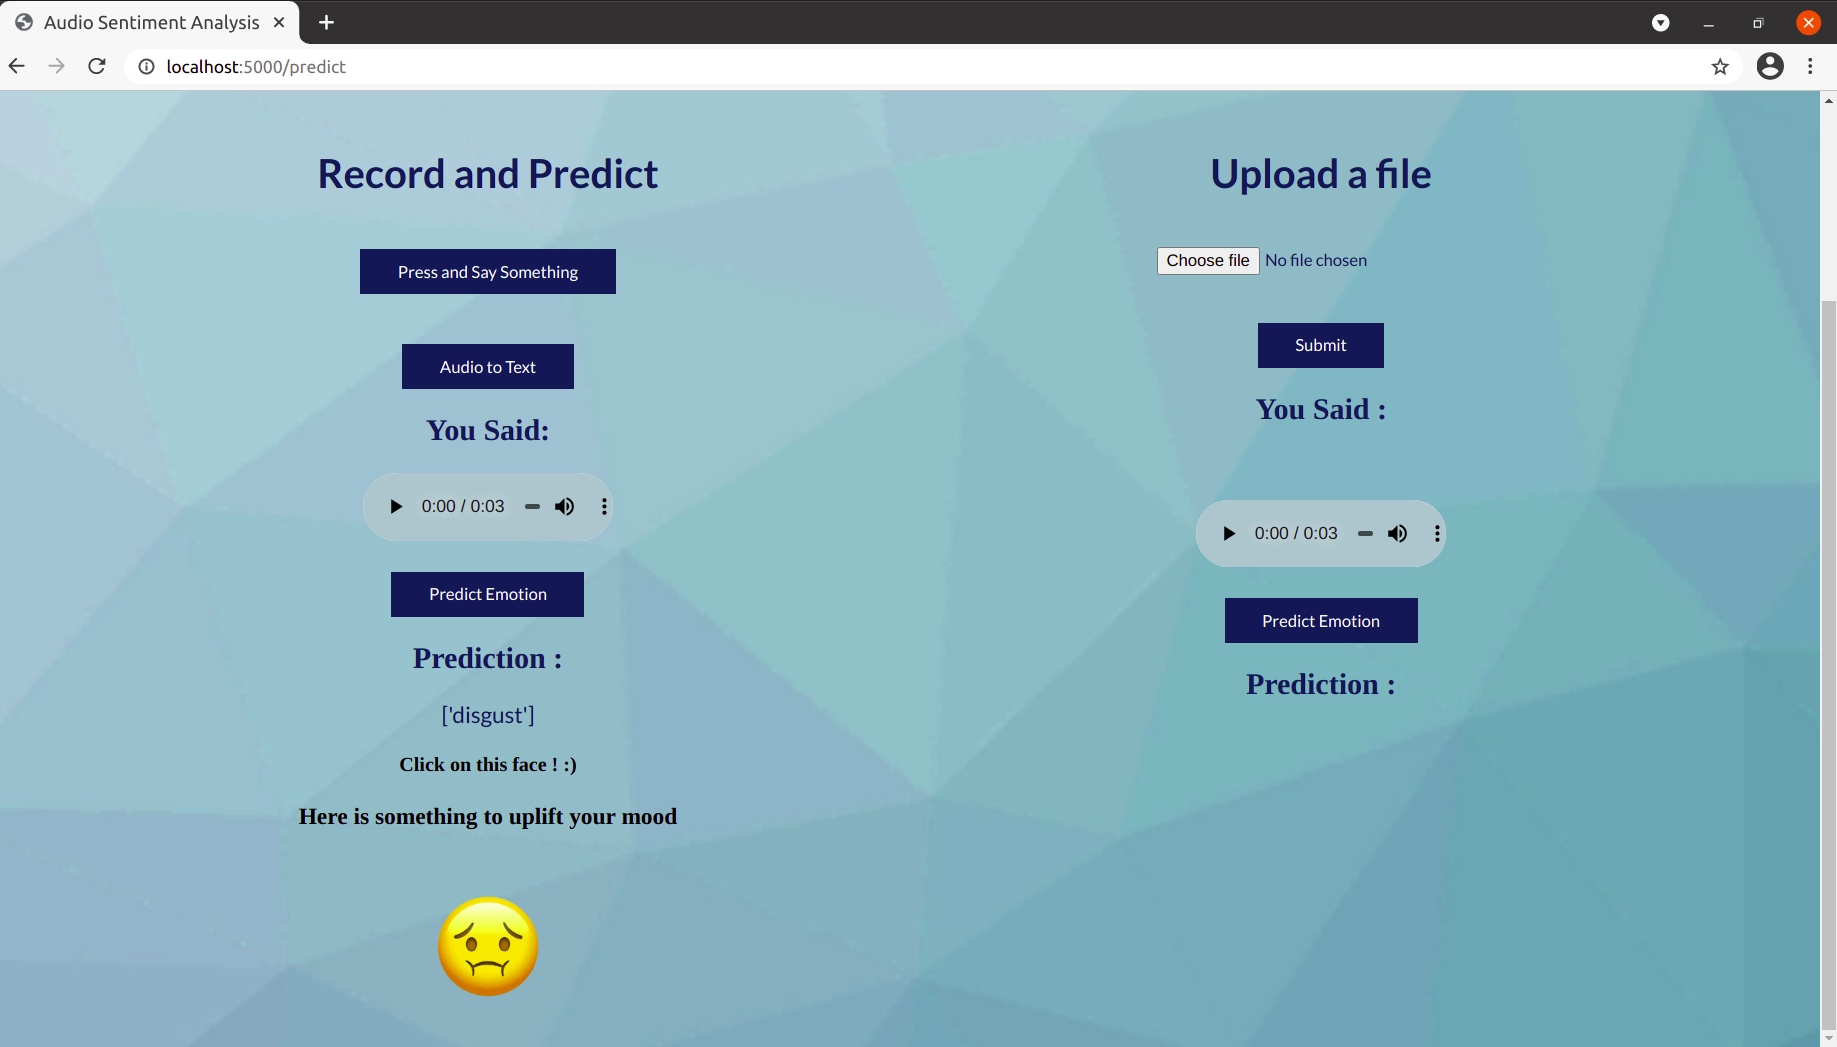 Audio Sentiment Analysis
localhost:5000/predict
Record and Predict
Press and Say Something
Audio to Text
You Said:
0:00 / 0:03
Predict Emotion
Prediction :
['disgust']
Click on this face ! :)
Here is something to uplift your mood
Upload a file
Choose file No file chosen
Submit
You Said :
0:00 / 0:03
Predict Emotion
Prediction :